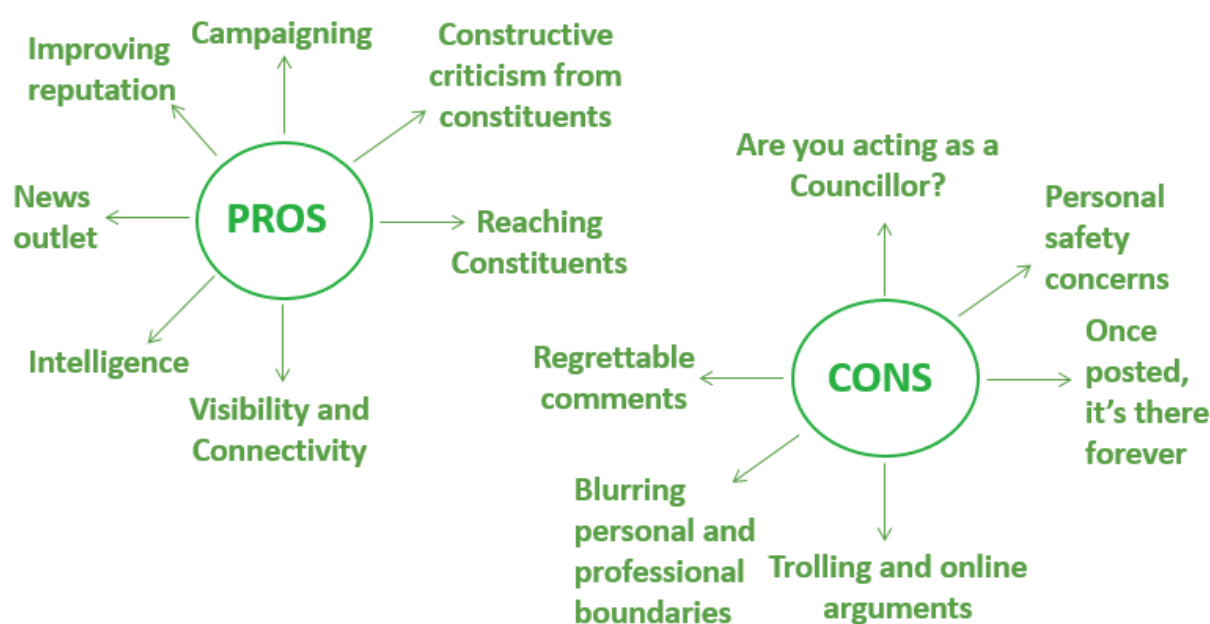 Campaigning
Improving
reputation
Constructive
criticism from
constituents
PROS
News
outlet
Reaching
Constituents
Intelligence
Visibility and
Connectivity
Are you acting as a
Councillor?
Personal
safety
concerns
CONS
Regrettable
comments
Once
posted,
it’s there
forever
Blurring
personal and
professional
boundaries
Trolling and online
arguments